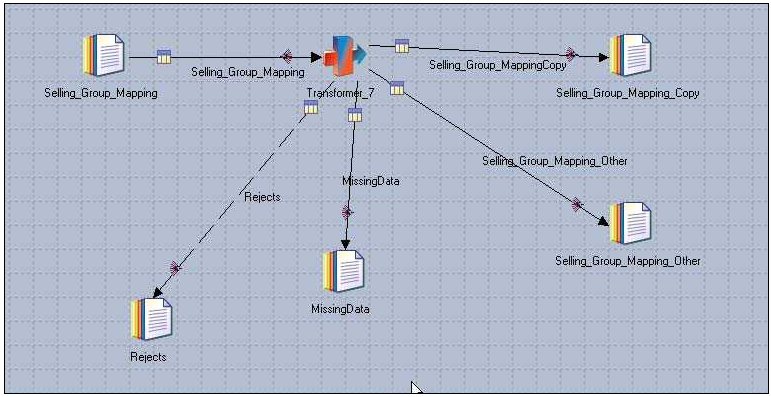 Selling_Group_Mapping
Selling_Group_Mapping
Transformer_7
Selling_Group_MappingCopy
Selling_Group_Mapping_Copy
Selling_Group_Mapping_Other
MissingData
Rejects
Selling_Group_Mapping_Other
MissingData
Rejects